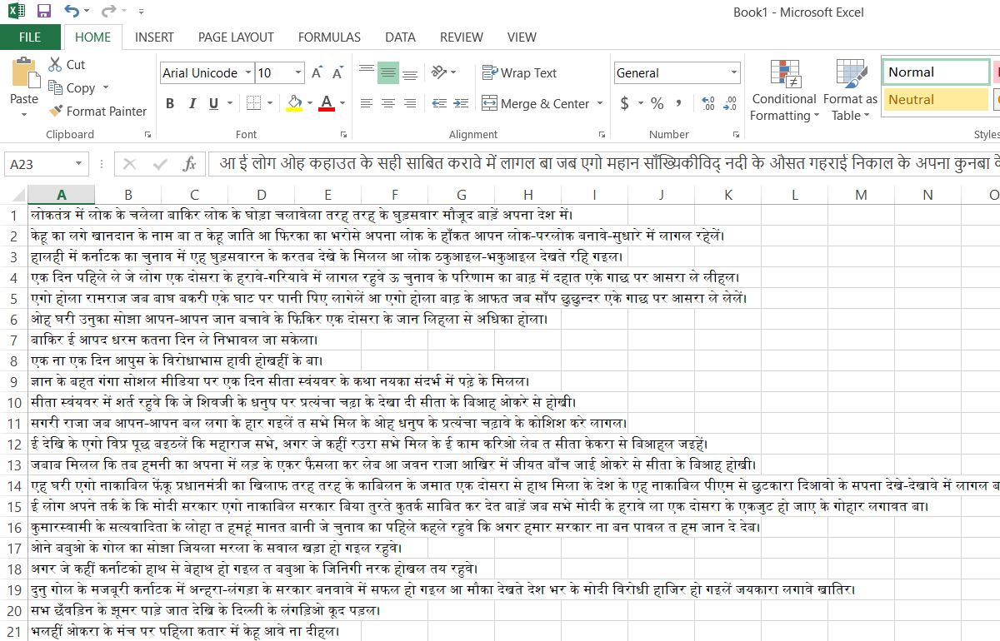 Book1 - Microsoft Excel
FILE HOME INSERT PAGE LAYOUT FORMULAS DATA REVIEW VIEW
Cut
Copy
Paste
Format Painter
Clipboard
Arial Unicode 10 A A
B I U A
Font
Wrap Text
Merge & Center
Alignment
General
$ % ,
Number
Conditional Formatting
Format as Table
Normal
Neutral
Styles
A23 fx आ ई लोग ओह कहाउत के सही साबित करावे में लागल बा जब एगो महान साँख्यिकीविद् नदी के औसत गहराई निकाल के अपना कुनबा के
A B C D E F G H I J K L M N O
1 लोकतंत्र में लोक के चलेला बाकिर लोक के घोड़ा चलावेला तरह तरह के घुड़सवार मौजूद बाड़ें अपना देश में।
2 केहू का लगे खानदान के नाम बा त केहू जाति आ फिरका का भरोसे अपना लोक के हाँकत आपन लोक-परलोक बनावे-सुधारे में लागल रहेलें।
3 हालही में कर्नाटक का चुनाव में एह घुड़सवारन के करतब देखे के मिलल आ लोक ठकुआइल-भकुआइल देखते रहि गइल।
4 एक दिन पहिले ले जे लोग एक दोसरा के हरावे-गरियावे में लागल रहुवे ऊ चुनाव के परिणाम का बाढ़ में दहात एके गाछ पर आसरा ले लीहल।
5 एगो होला रामराज जब बाघ बकरी एके घाट पर पानी पिए लागेलें आ एगो होला बाढ़ के आफत जब साँप छुछुन्दर एके गाछ पर आसरा ले लेलें।
6 ओह घरी उनुका सोझा आपन-आपन जान बचावे के फिकिर एक दोसरा के जान लिहला से अधिका होला।
7 बाकिर ई आपद धरम कतना दिन ले निभावल जा सकेला।
8 एक ना एक दिन आपुस के विरोधाभास हावी होखहीं के बा।
9 ज्ञान के बहत गंगा सोशल मीडिया पर एक दिन सीता स्वंयवर के कथा नयका संदर्भ में पढ़े के मिलल।
10 सीता स्वंयवर में शर्त रहुवे कि जे शिवजी के धनुष पर प्रत्यंचा चढ़ा के देखा दी सीता के बिआह ओकरे से होखी।
11 सगरी राजा जब आपन-आपन बल लगा के हार गइलें त सभे मिल के ओह धनुष के प्रत्यंचा चढ़ावे के कोशिश करे लागल।
12 ई देखि के एगो विप्र पूछ बइठलें कि महाराज सभे, अगर जे कहीं रउरा सभे मिल के ई काम करिओ लेब त सीता केकरा से बिआहल जइहें।
13 जबाब मिलल कि तब हमनी का अपना में लड़ के एकर फैसला कर लेब आ जवन राजा आखिर में जीयत बाँच जाई ओकरे से सीता के बिआह होखी।
14 एह घरी एगो नाकाबिल फेंकू प्रधानमंत्री का खिलाफ तरह तरह के काबिलन के जमात एक दोसरा से हाथ मिला के देश के एह नाकाबिल पीएम से छुटकारा दिआवो के सपना देखे-देखावे में लागल ब
15 ई लोग अपने तर्क के कि मोदी सरकार एगो नाकाबिल सरकार बिया तुरते कुतर्क साबित कर देत बाड़ें जब सभे मोदी के हरावे ला एक दोसरा के एकजुट हो जाए के गोहार लगावत बा।
16 कुमारस्वामी के सत्यवादिता के लोहा त हमहूं मानत बानी जे चुनाव का पहिले कहले रहुवे कि अगर हमार सरकार ना बन पावल त हम जान दे देब।
17 ओने बबुओ के गोल का सोझा जियला मरला के सवाल खड़ा हो गइल रहुवे।
18 अगर जे कहीं कर्नाटको हाथ से बेहाथ हो गइल त बबुआ के जिनिगी नरक होखल तय रहुवे।
19 दुनु गोल के मजबूरी कर्नाटक में अन्हरा-लंगड़ा के सरकार बनवावे में सफल हो गइल आ मौका देखते देश भर के मोदी विरोधी हाजिर हो गइलें जयकारा लगावे खातिर।
20 सभ छँवड़िन के झूमर पाड़े जात देखि के दिल्ली के लंगड़िओ कूद पड़ल।
21 भलहीं ओकरा के मंच पर पहिला कतार में केहू आवे ना दीहल।